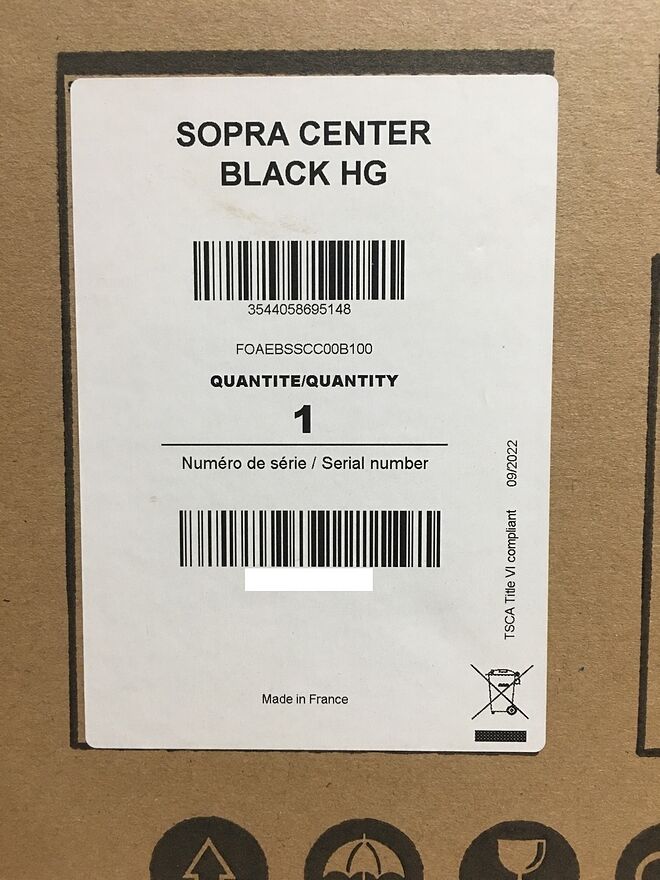 SOPRA CENTER
BLACK HG
3544058695148
FOAEBSSCC00B100
QUANTITE/QUANTITY
1
Numéro de série / Serial number
Made in France
TSCA Title VI compliant 09/2022